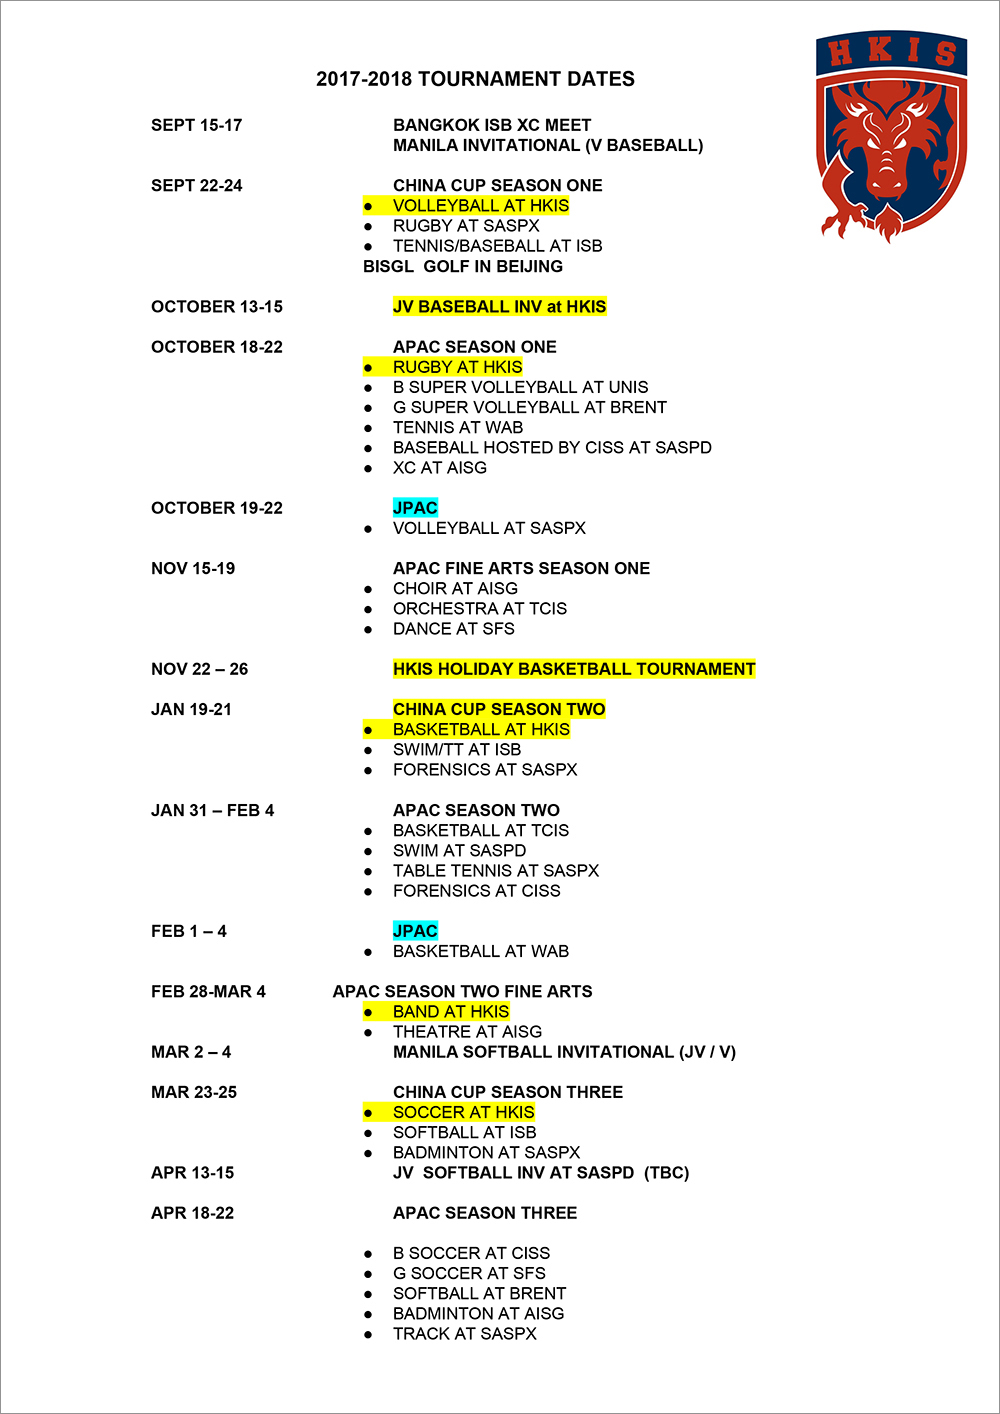 HKIS
2017-2018 TOURNAMENT DATES
SEPT 15-17 BANGKOK ISB XC MEET
MANILA INVITATIONAL (V BASEBALL)
SEPT 22-24 CHINA CUP SEASON ONE
● VOLLEYBALL AT HKIS
● RUGBY AT SASPX
● TENNIS/BASEBALL AT ISB
BISGL GOLF IN BEIJING
OCTOBER 13-15 JV BASEBALL INV at HKIS
OCTOBER 18-22 APAC SEASON ONE
● RUGBY AT HKIS
● B SUPER VOLLEYBALL AT UNIS
● G SUPER VOLLEYBALL AT BRENT
● TENNIS AT WAB
● BASEBALL HOSTED BY CISS AT SASPD
● XC AT AISG
OCTOBER 19-22 JPAC
● VOLLEYBALL AT SASPX
NOV 15-19 APAC FINE ARTS SEASON ONE
● CHOIR AT AISG
● ORCHESTRA AT TCIS
● DANCE AT SFS
NOV 22 – 26 HKIS HOLIDAY BASKETBALL TOURNAMENT
JAN 19-21 CHINA CUP SEASON TWO
● BASKETBALL AT HKIS
● SWIM/TT AT ISB
● FORENSICS AT SASPX
JAN 31 – FEB 4 APAC SEASON TWO
● BASKETBALL AT TCIS
● SWIM AT SASPD
● TABLE TENNIS AT SASPX
● FORENSICS AT CISS
FEB 1 – 4 JPAC
● BASKETBALL AT WAB
FEB 28-MAR 4 APAC SEASON TWO FINE ARTS
● BAND AT HKIS
● THEATRE AT AISG
MAR 2 – 4 MANILA SOFTBALL INVITATIONAL (JV / V)
MAR 23-25 CHINA CUP SEASON THREE
● SOCCER AT HKIS
● SOFTBALL AT ISB
● BADMINTON AT SASPX
APR 13-15 JV SOFTBALL INV AT SASPD (TBC)
APR 18-22 APAC SEASON THREE
● B SOCCER AT CISS
● G SOCCER AT SFS
● SOFTBALL AT BRENT
● BADMINTON AT AISG
● TRACK AT SASPX